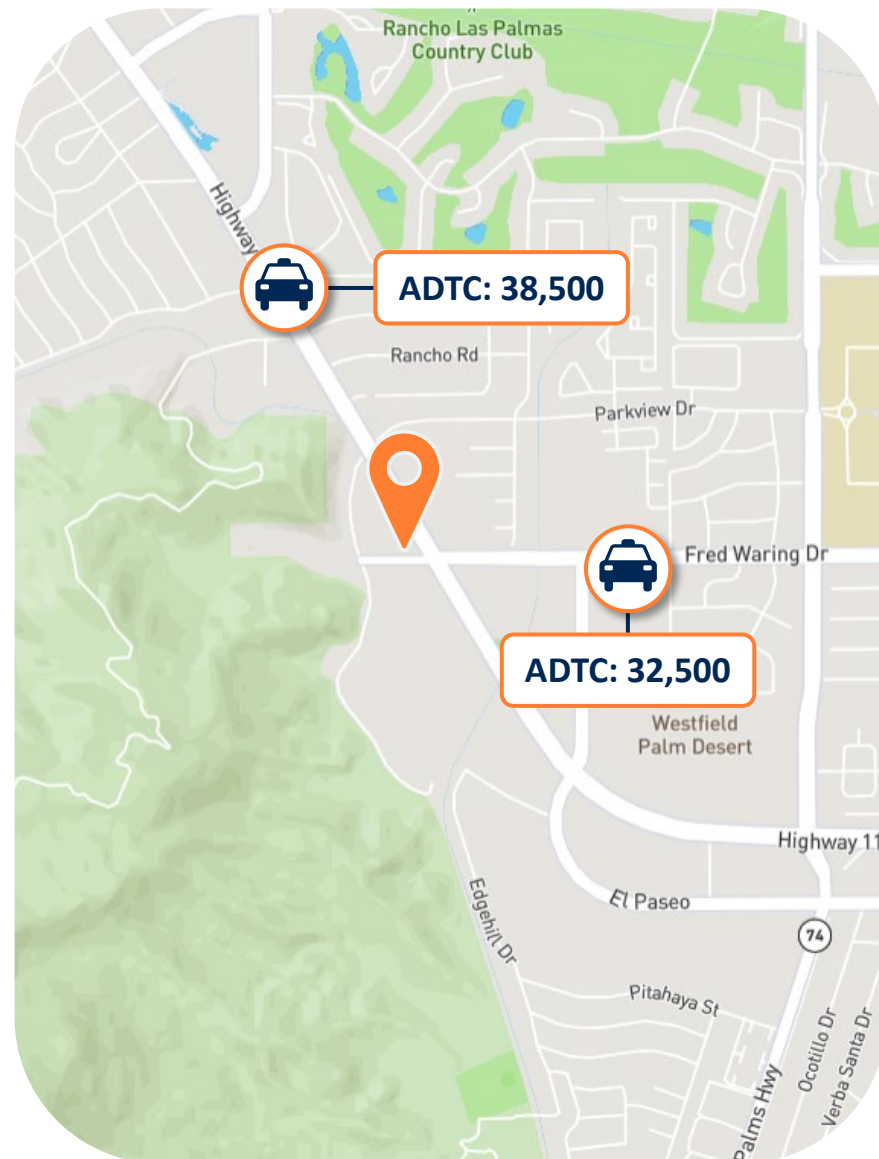 Rancho Las Palmas
Country Club
Highway
ADTC: 38,500
Rancho Rd
Parkview Dr
Fred Waring Dr
ADTC: 32,500
Westfield
Palm Desert
Highway 11
El Paseo
Edgehill Dr
74
Pitahaya St
Ocotillo Dr
Verba Santa Dr
Palms Hwy